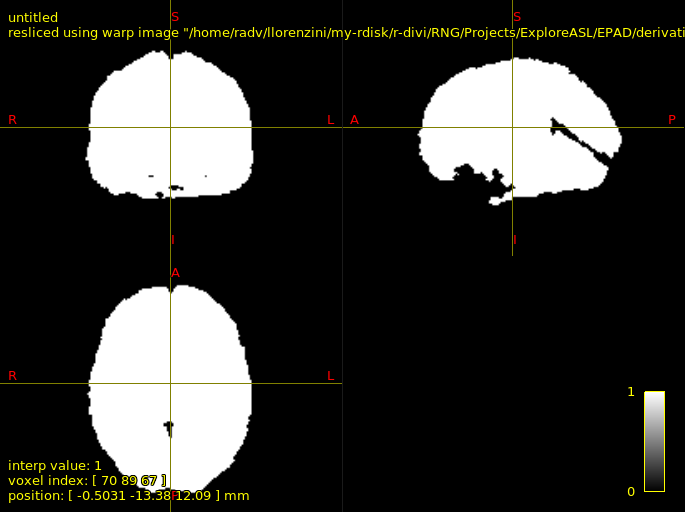 untitled
resliced using warp image "/home/radv/llorenzini/my-rdisk/r-divi/RNG/Projects/ExploreASL/EPAD/derivati
S
S
R
L
A
P
I
I
A
R
L
1
interp value: 1
voxel index: [ 70 89 67 ]
0
position: [ -0.5031 -13.38 12.09 ] mm
P